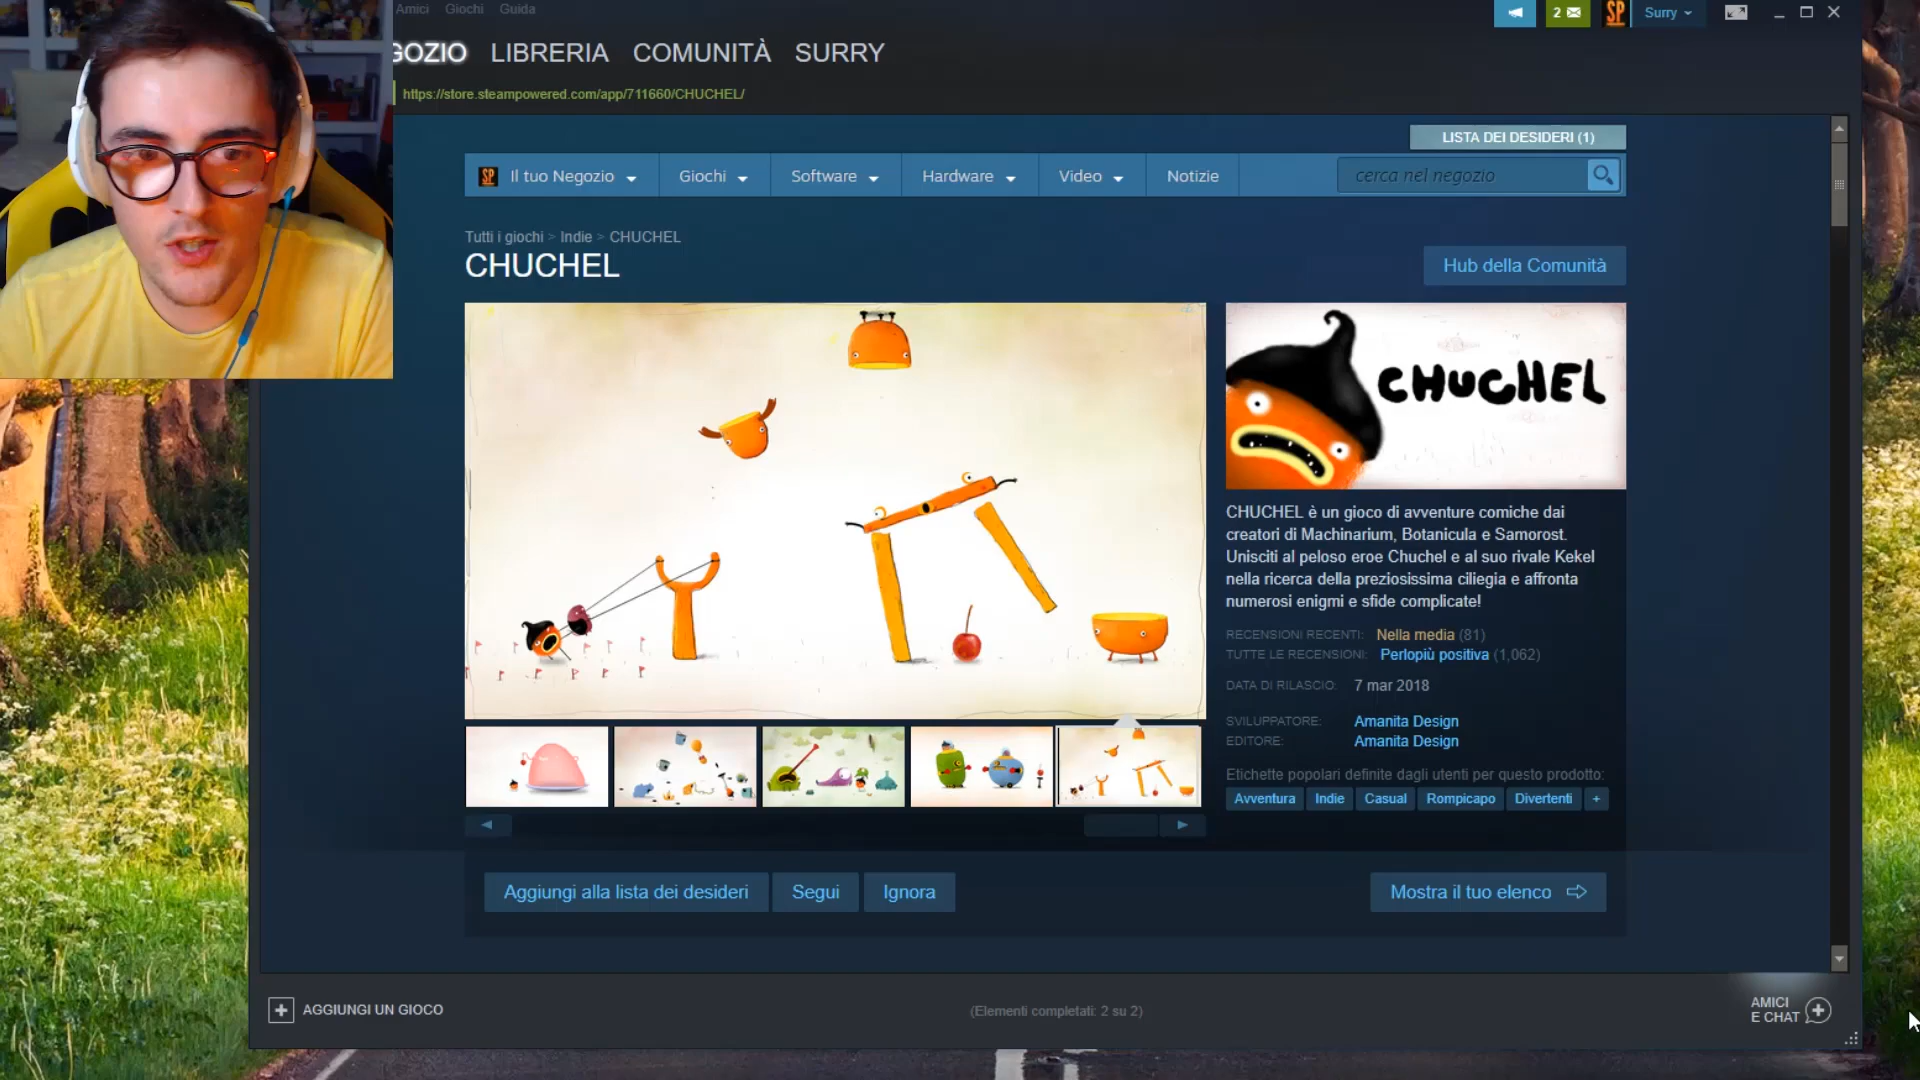 Amici Giochi Guida
2
SP Surry
GOZIO LIBRERIA COMUNITÀ SURRY
https://store.steampowered.com/app/711660/CHUCHEL/
LISTA DEI DESIDERI (1)
SP Il tuo Negozio Giochi Software Hardware Video Notizie cerca nel negozio
Tutti i giochi > Indie > CHUCHEL
CHUCHEL
Hub della Comunità
CHUCHEL
CHUCHEL è un gioco di avventure comiche dai
creatori di Machinarium, Botanicula e Samorost.
Unisciti al peloso eroe Chuchel e al suo rivale Kekel
nella ricerca della preziosissima ciliegia e affronta
numerosi enigmi e sfide complicate!
RECENSIONI RECENTI: Nella media (81)
TUTTE LE RECENSIONI: Perlopiù positiva (1,062)
DATA DI RILASCIO: 7 mar 2018
SVILUPPATORE: Amanita Design
EDITORE: Amanita Design
Etichette popolari definite dagli utenti per questo prodotto:
Avventura Indie Casual Rompicapo Divertenti +
Aggiungi alla lista dei desideri Segui Ignora Mostra il tuo elenco
AGGIUNGI UN GIOCO
(Elementi completati: 2 su 2)
AMICI
E CHAT